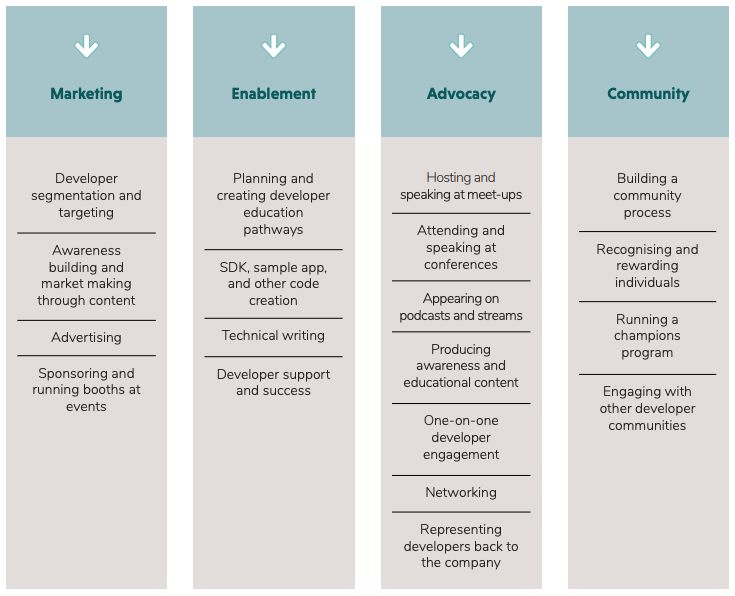 Marketing
Developer
segmentation and
targeting
Awareness
building and
market making
through content
Advertising
Sponsoring and
running booths at
events
Enablement
Planning and
creating developer
education
pathways
SDK, sample app,
and other code
creation
Technical writing
Developer support
and success
Advocacy
Hosting and
speaking at meet-ups
Attending and
speaking at
conferences
Appearing on
podcasts and streams
Producing
awareness and
educational content
One-on-one
developer
engagement
Networking
Representing
developers back to
the company
Community
Building a
community
process
Recognising and
rewarding
individuals
Running a
champions
program
Engaging with
other developer
communities